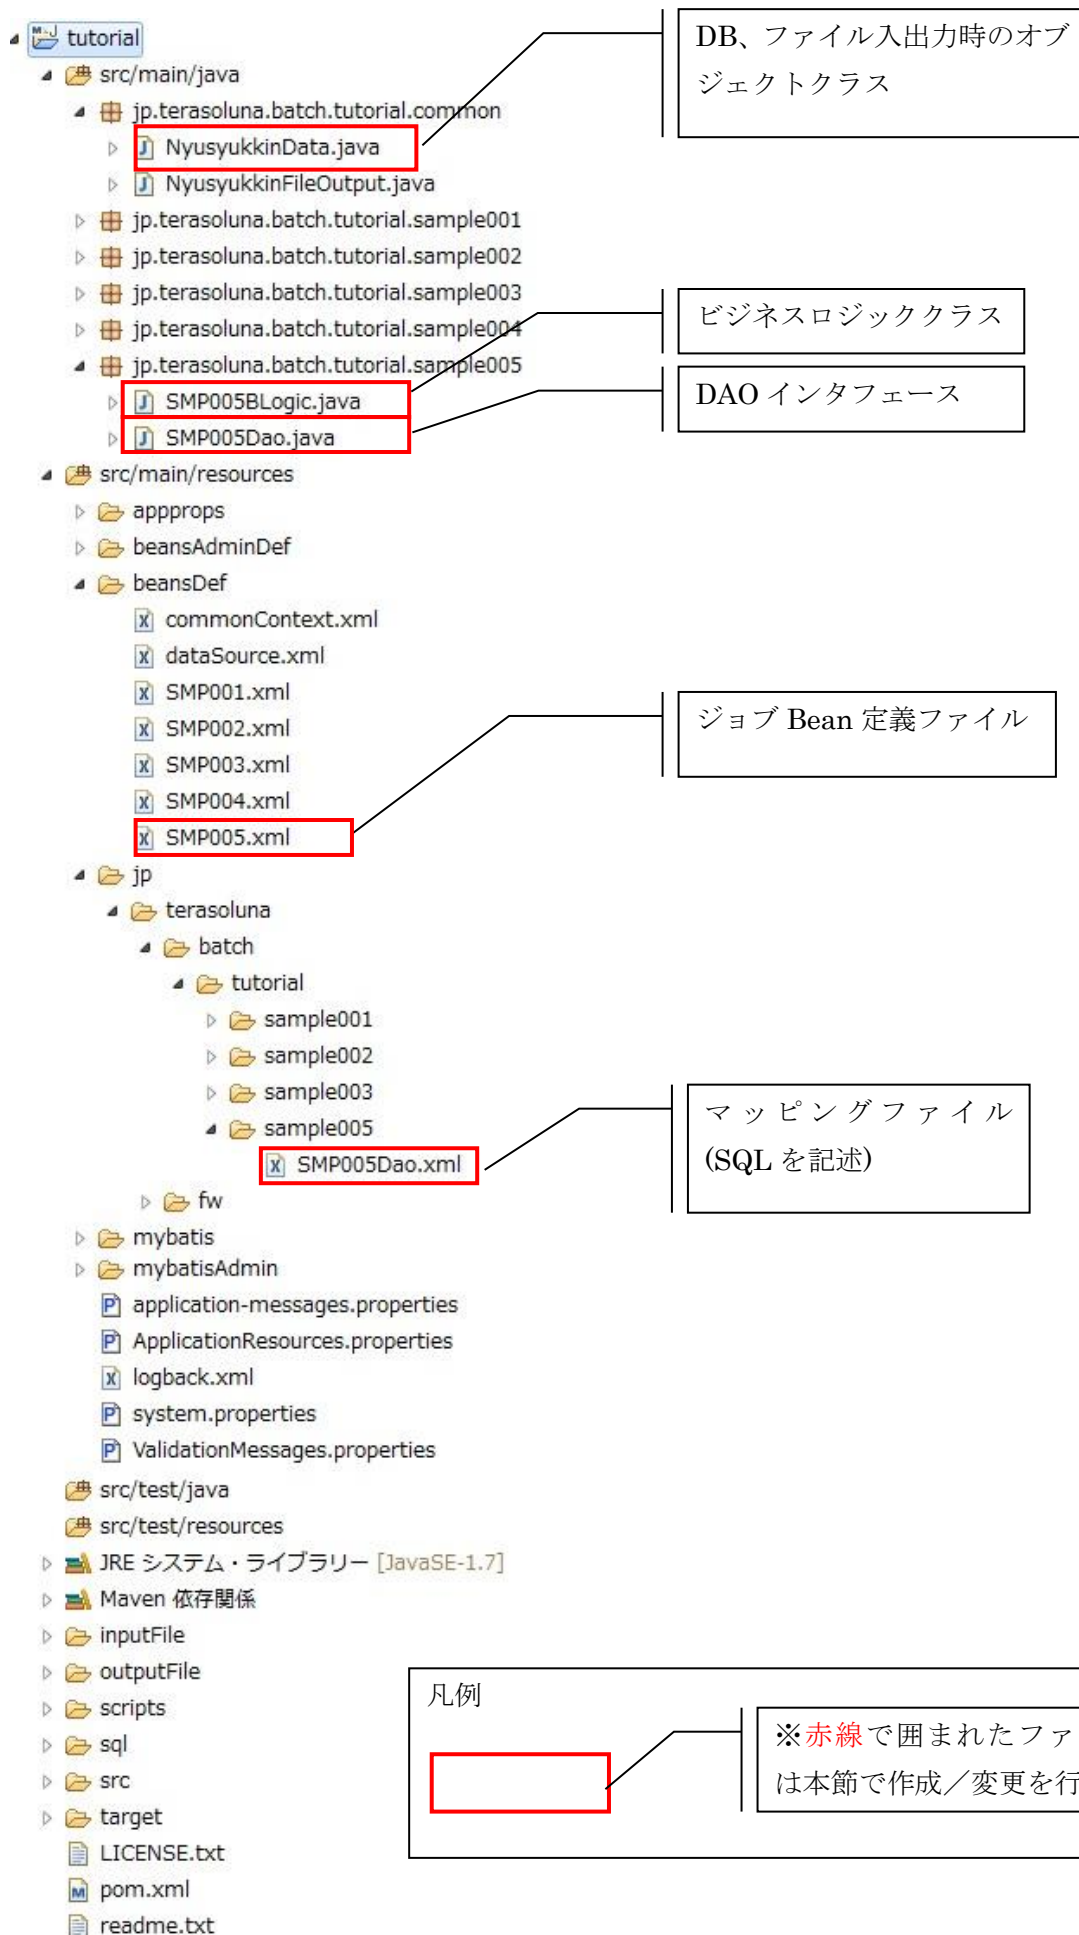 tutorial
DB、ファイル入出力時のオブ
ジェクトクラス
src/main/java
jp.terasoluna.batch.tutorial.common
NyusyukkinData.java
NyusyukkinFileOutput.java
jp.terasoluna.batch.tutorial.sample001
jp.terasoluna.batch.tutorial.sample002
jp.terasoluna.batch.tutorial.sample003
ビジネスロジッククラス
jp.terasoluna.batch.tutorial.sample004
jp.terasoluna.batch.tutorial.sample005
DAO インタフェース
SMP005BLogic.java
SMP005Dao.java
src/main/resources
appprops
beansAdminDef
beansDef
commonContext.xml
dataSource.xml
SMP001.xml
ジョブ Bean 定義ファイル
SMP002.xml
SMP003.xml
SMP004.xml
SMP005.xml
jp
terasoluna
batch
tutorial
sample001
sample002
sample003
マッピングファイル
(SQL を記述)
sample005
SMP005Dao.xml
fw
mybatis
mybatisAdmin
application-messages.properties
ApplicationResources.properties
logback.xml
system.properties
ValidationMessages.properties
src/test/java
src/test/resources
JRE システム・ライブラリー [JavaSE-1.7]
Maven 依存関係
inputFile
outputFile
scripts
sql
src
target
LICENSE.txt
pom.xml
readme.txt
凡例
※赤線で囲まれたファ
は本節で作成／変更を行